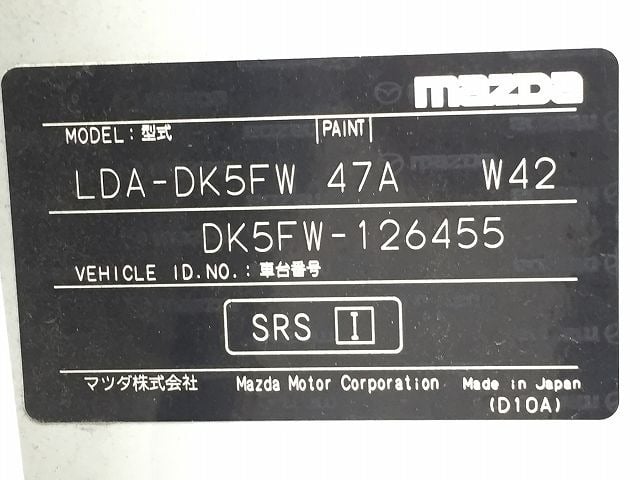 mazda
MODEL : 型式 PAINT
LDA-DK5FW 47A W42
DK5FW-126455
VEHICLE ID.NO. : 車台番号
SRS I
マツダ株式会社 Mazda Motor Corporation Made in Japan
(D10A)